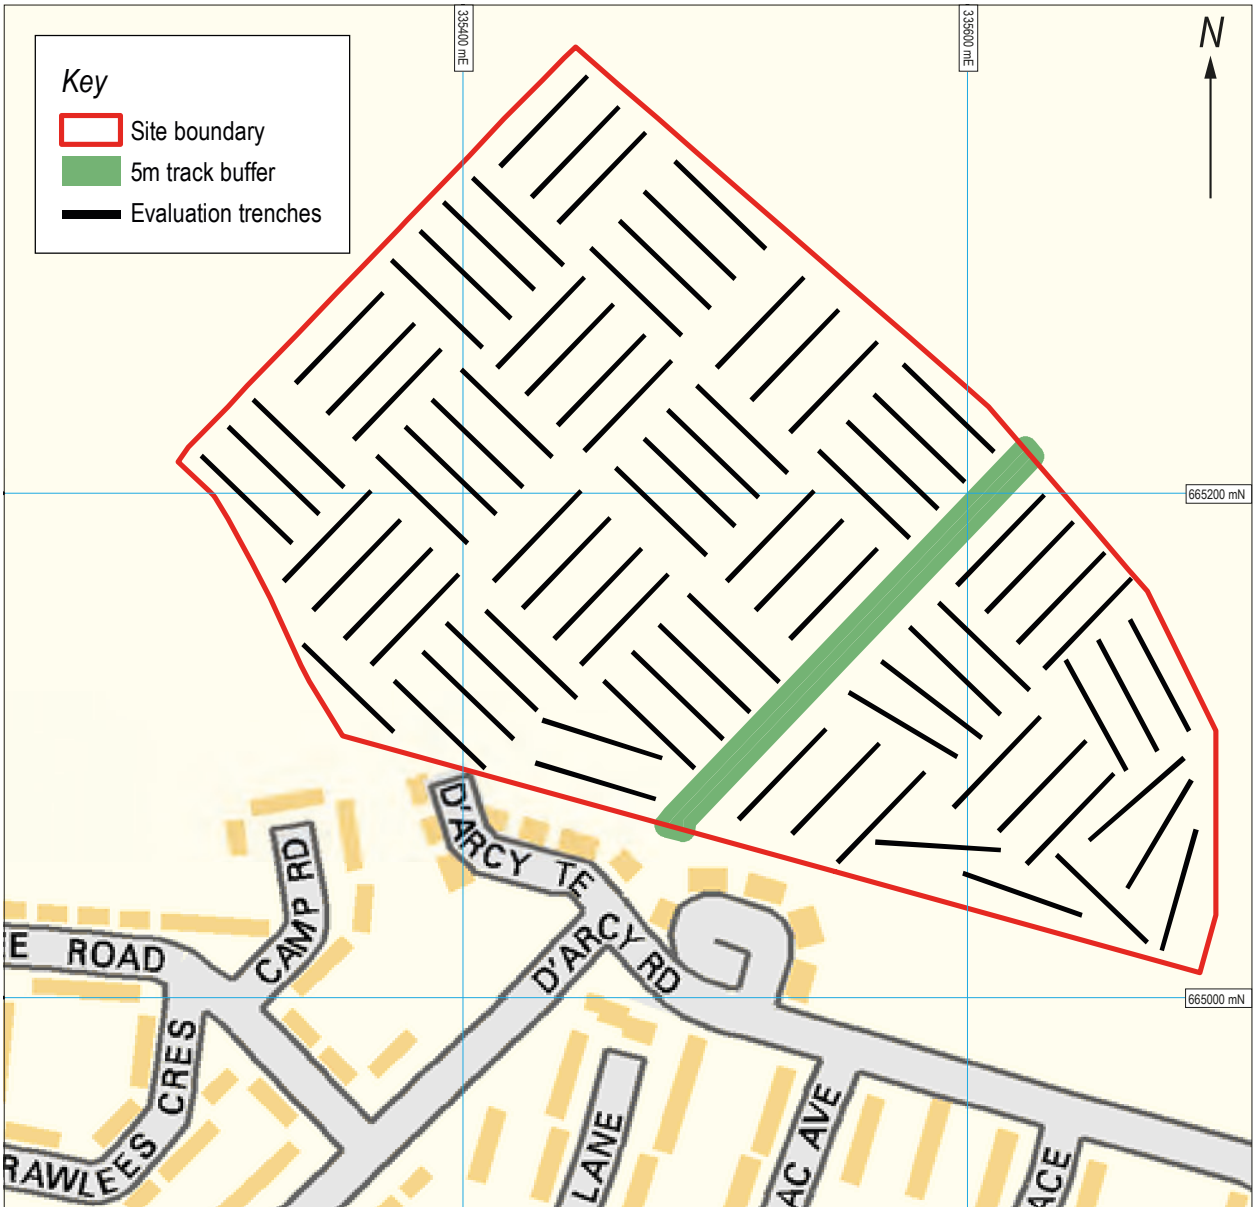 335400 mE
335600 mE
N
Key
Site boundary
5m track buffer
Evaluation trenches
665200 mN
D'ARCY TE
CAMP RD
E ROAD
D'ARCY RD
665000 mN
RAWLEES CRES
LANE
AC AVE
ACE